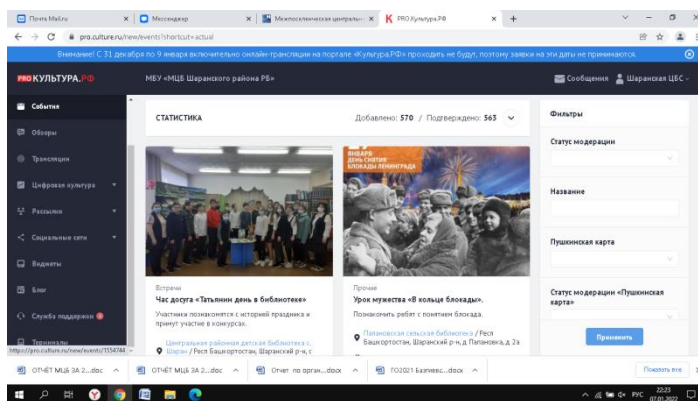 Почта Mail.ru
Мессенджер
Межпоселенческая централь
PRO.Культура.РФ
pro.culture.ru/new/events?shortcut=actual
Внимание! С 31 декабря по 9 января включительно онлайн-трансляции на портале «Культура.РФ» проходить не будут, поэтому заявки на эти даты не принимаются.
PRO КУЛЬТУРА.РФ
МБУ «МЦБ Шаранского района РБ»
Сообщения
Шаранская ЦБС
События
Обзоры
Трансляции
Цифровая культура
Рассылки
Социальные сети
Виджеты
Блог
Служба поддержки
Терминалы
https://pro.culture.ru/new/events/1554744
СТАТИСТИКА
Добавлено: 570 / Подтверждено: 563
Встречи
Час досуга «Татьянин день в библиотеке»
Участники познакомятся с историей праздника и
примут участие в конкурсах.
Центральная районная детская библиотека с.
Шаран / Респ Башкортостан, Шаранский р-н, с
ЯНВАРЯ
ДЕНЬ СНЯТИЯ
БЛОКАДЫ ЛЕНИНГРАДА
Прочие
Урок мужества «В кольце блокады».
Познакомить ребят с понятием блокада.
Папановская сельская библиотека / Респ
Башкортостан, Шаранский р-н, д Папановка, д 2а
Фильтры
Статус модерации
Название
Пушкинская карта
Статус модерации «Пушкинская
карта»
Применить
ОТЧЁТ МЦБ ЗА 2...doc
ОТЧЁТ МЦБ ЗА 2...docx
Отчет по орган...docx
ГО2021 Базгиевс...docx
Показать все
РУС
22:23
07.01.2022